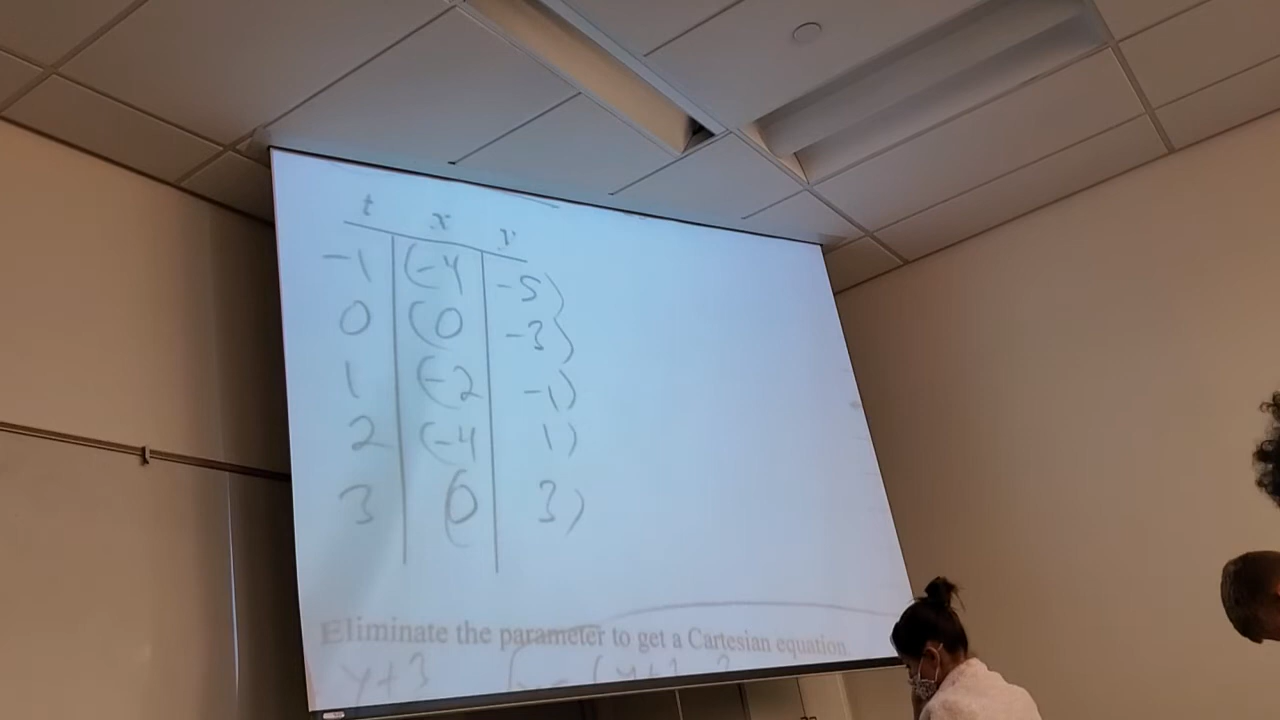 t x y
-1 (-4 -5)
0 (0 -3)
1 (-2 -1)
2 (-4 1)
3 (0 3)
Eliminate the parameter to get a Cartesian equation.
y+3